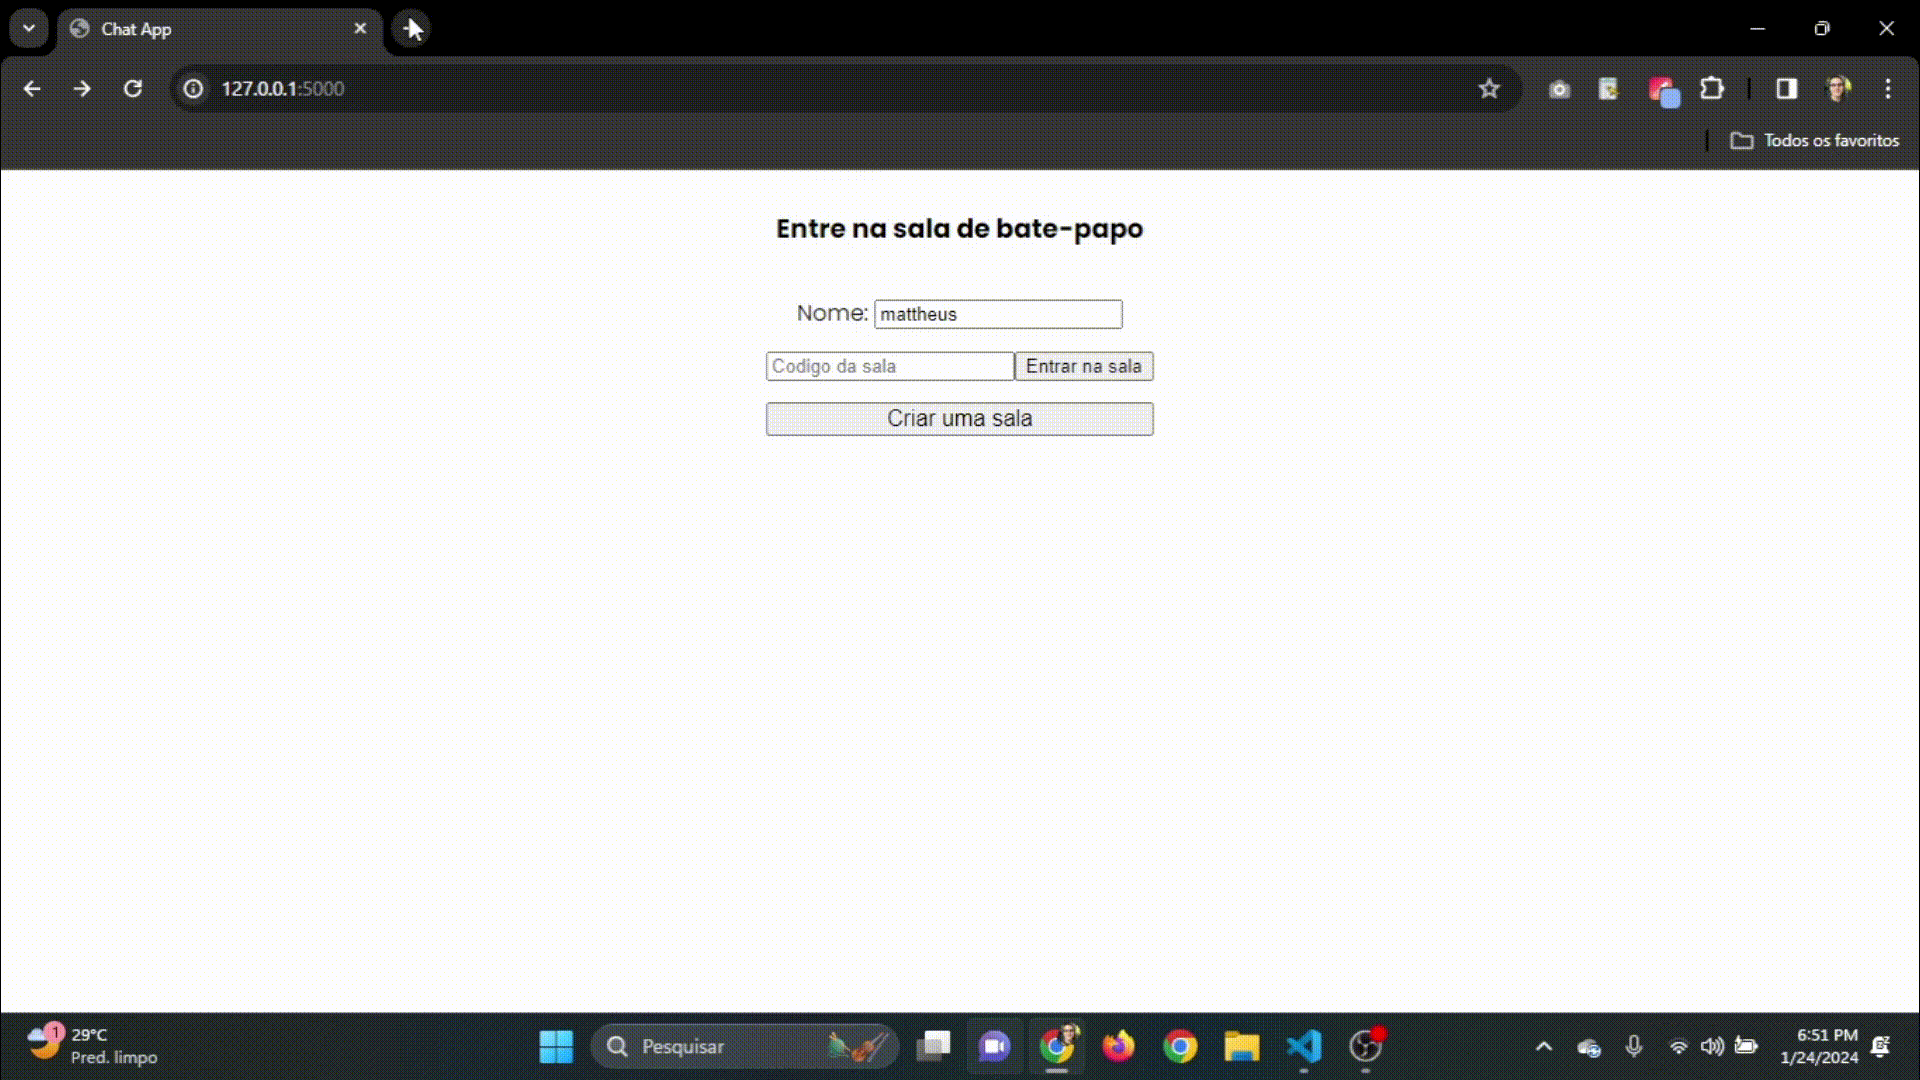 Chat App
127.0.0.1:5000
Todos os favoritos
Entre na sala de bate-papo
Nome: mattheus
Codigo da sala Entrar na sala
Criar uma sala
1
29°C
Pred. limpo
Pesquisar
6:51 PM
1/24/2024